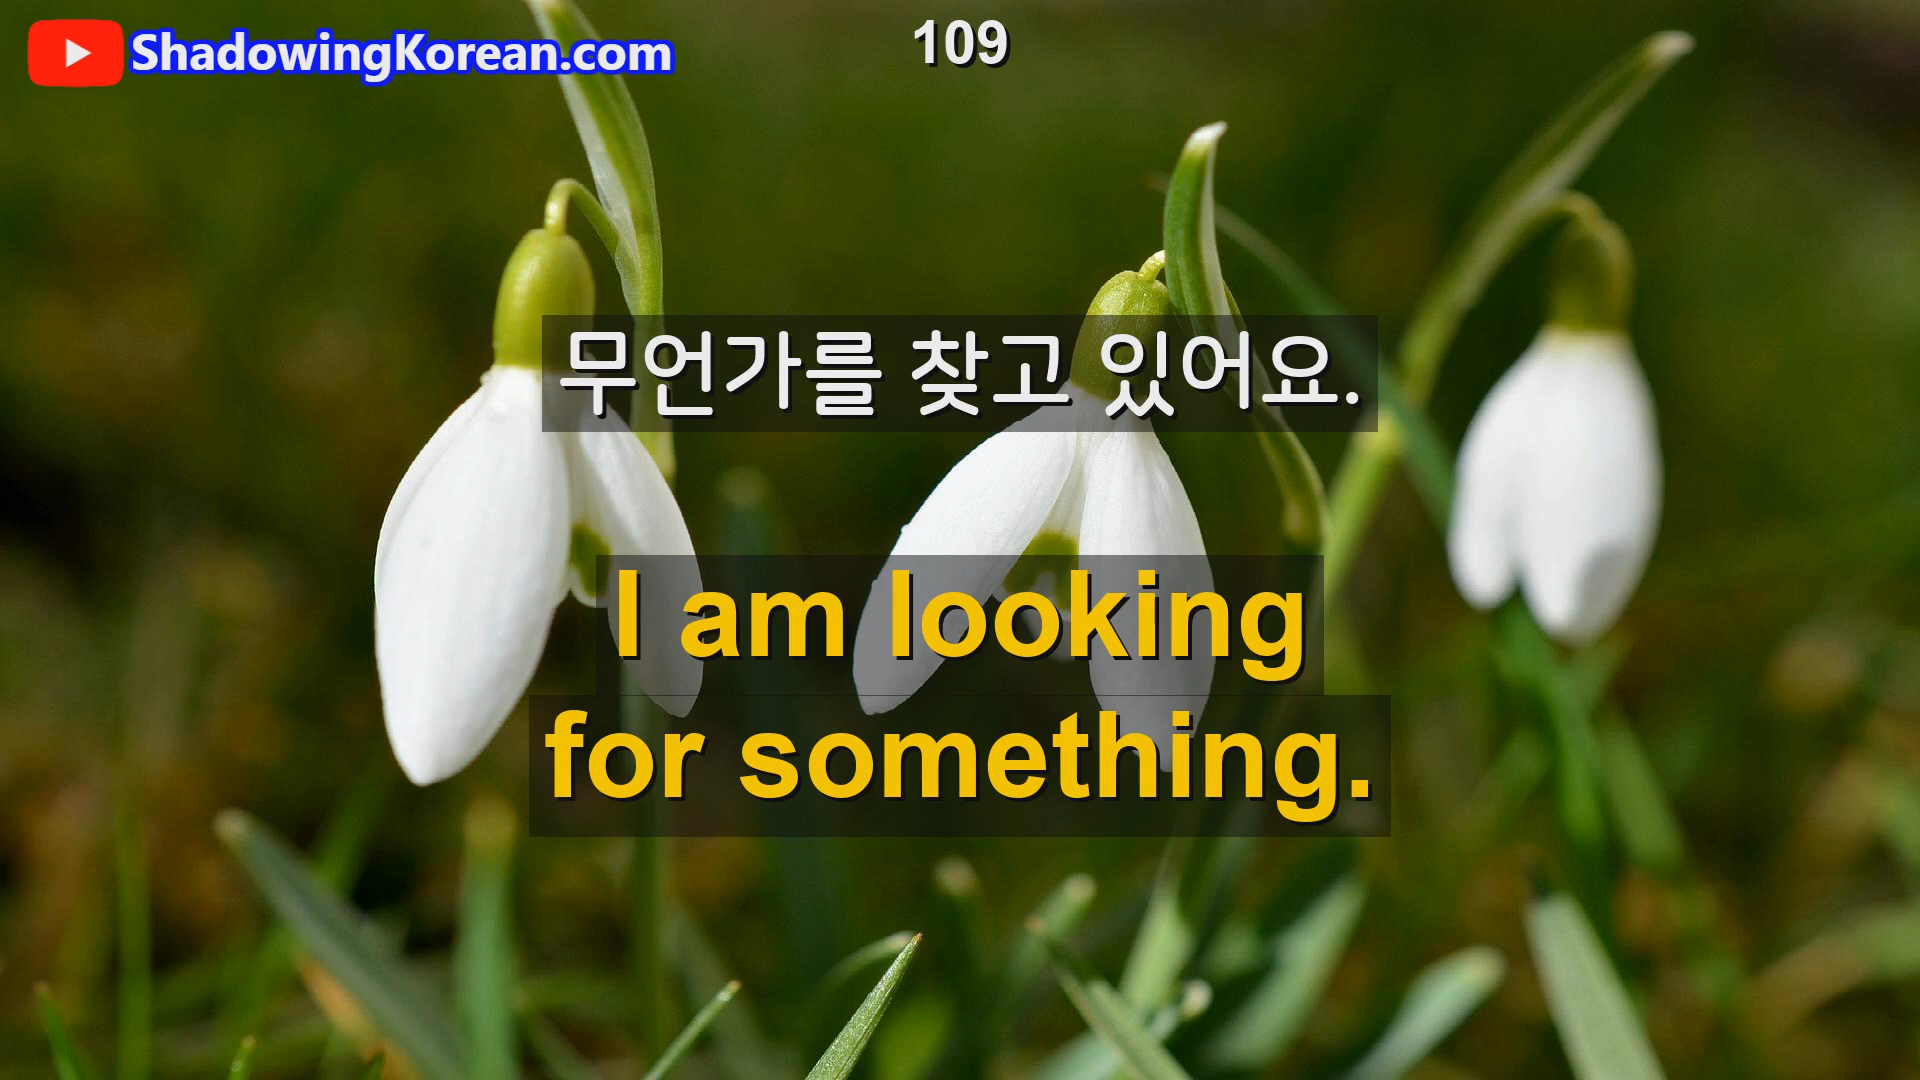 ShadowingKorean.com
109
무언가를 찾고 있어요.
I am looking
for something.